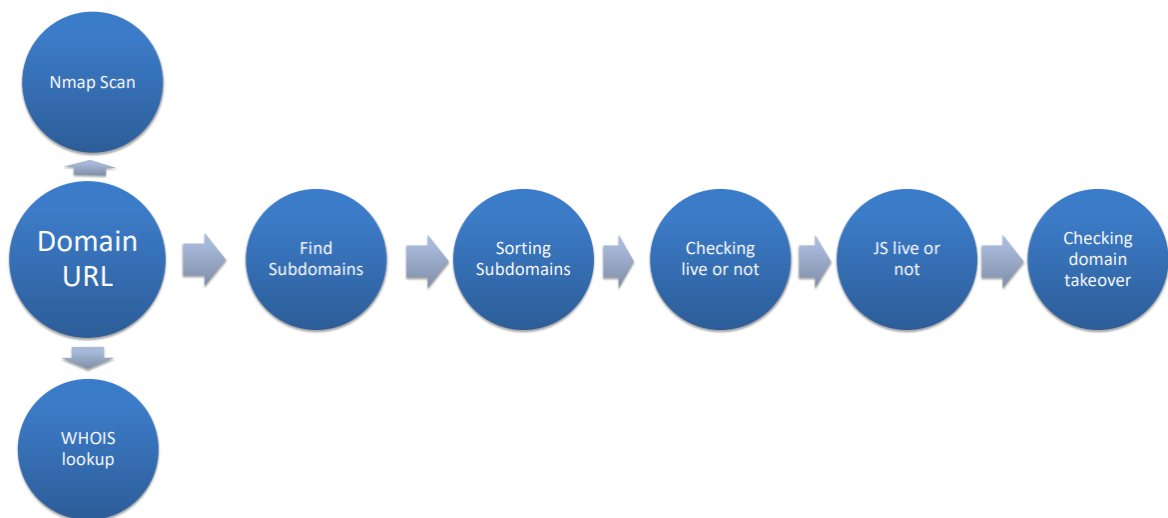 Nmap Scan
Domain
URL
Find
Subdomains
Sorting
Subdomains
Checking
live or not
JS live or
not
Checking
domain
takeover
WHOIS
lookup